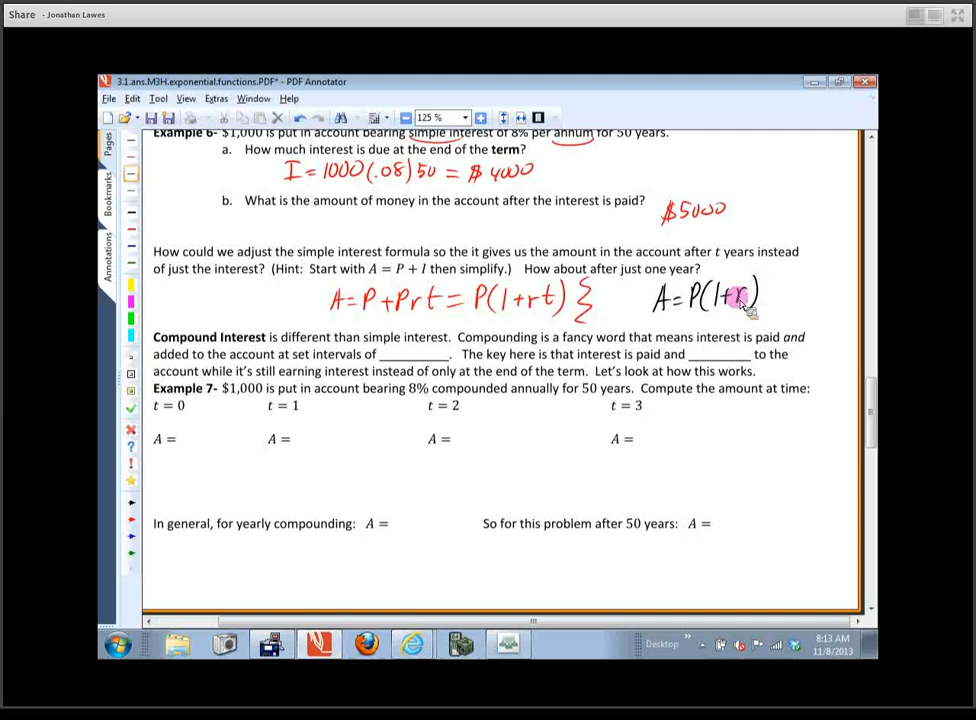 Share - Jonathan Lawes
3.1.ans.M3H.exponential.functions.PDF* - PDF Annotator
File Edit Tool View Extras Window Help
125 %
Pages
Bookmarks
Annotations
Example 6- $1,000 is put in account bearing simple interest of 8% per annum for 50 years.
a. How much interest is due at the end of the term?
I = 1000(.08)50 = $4000
b. What is the amount of money in the account after the interest is paid?
$5000
How could we adjust the simple interest formula so the it gives us the amount in the account after t years instead
of just the interest? (Hint: Start with A = P + I then simplify.) How about after just one year?
A = P + Prt = P(1+rt) } A = P(1+r)
Compound Interest is different than simple interest. Compounding is a fancy word that means interest is paid and
added to the account at set intervals of __________. The key here is that interest is paid and _________ to the
account while it's still earning interest instead of only at the end of the term. Let's look at how this works.
Example 7- $1,000 is put in account bearing 8% compounded annually for 50 years. Compute the amount at time:
t = 0 t = 1 t = 2 t = 3
A = A = A = A =
In general, for yearly compounding: A = So for this problem after 50 years: A =
Desktop
8:13 AM
11/8/2013